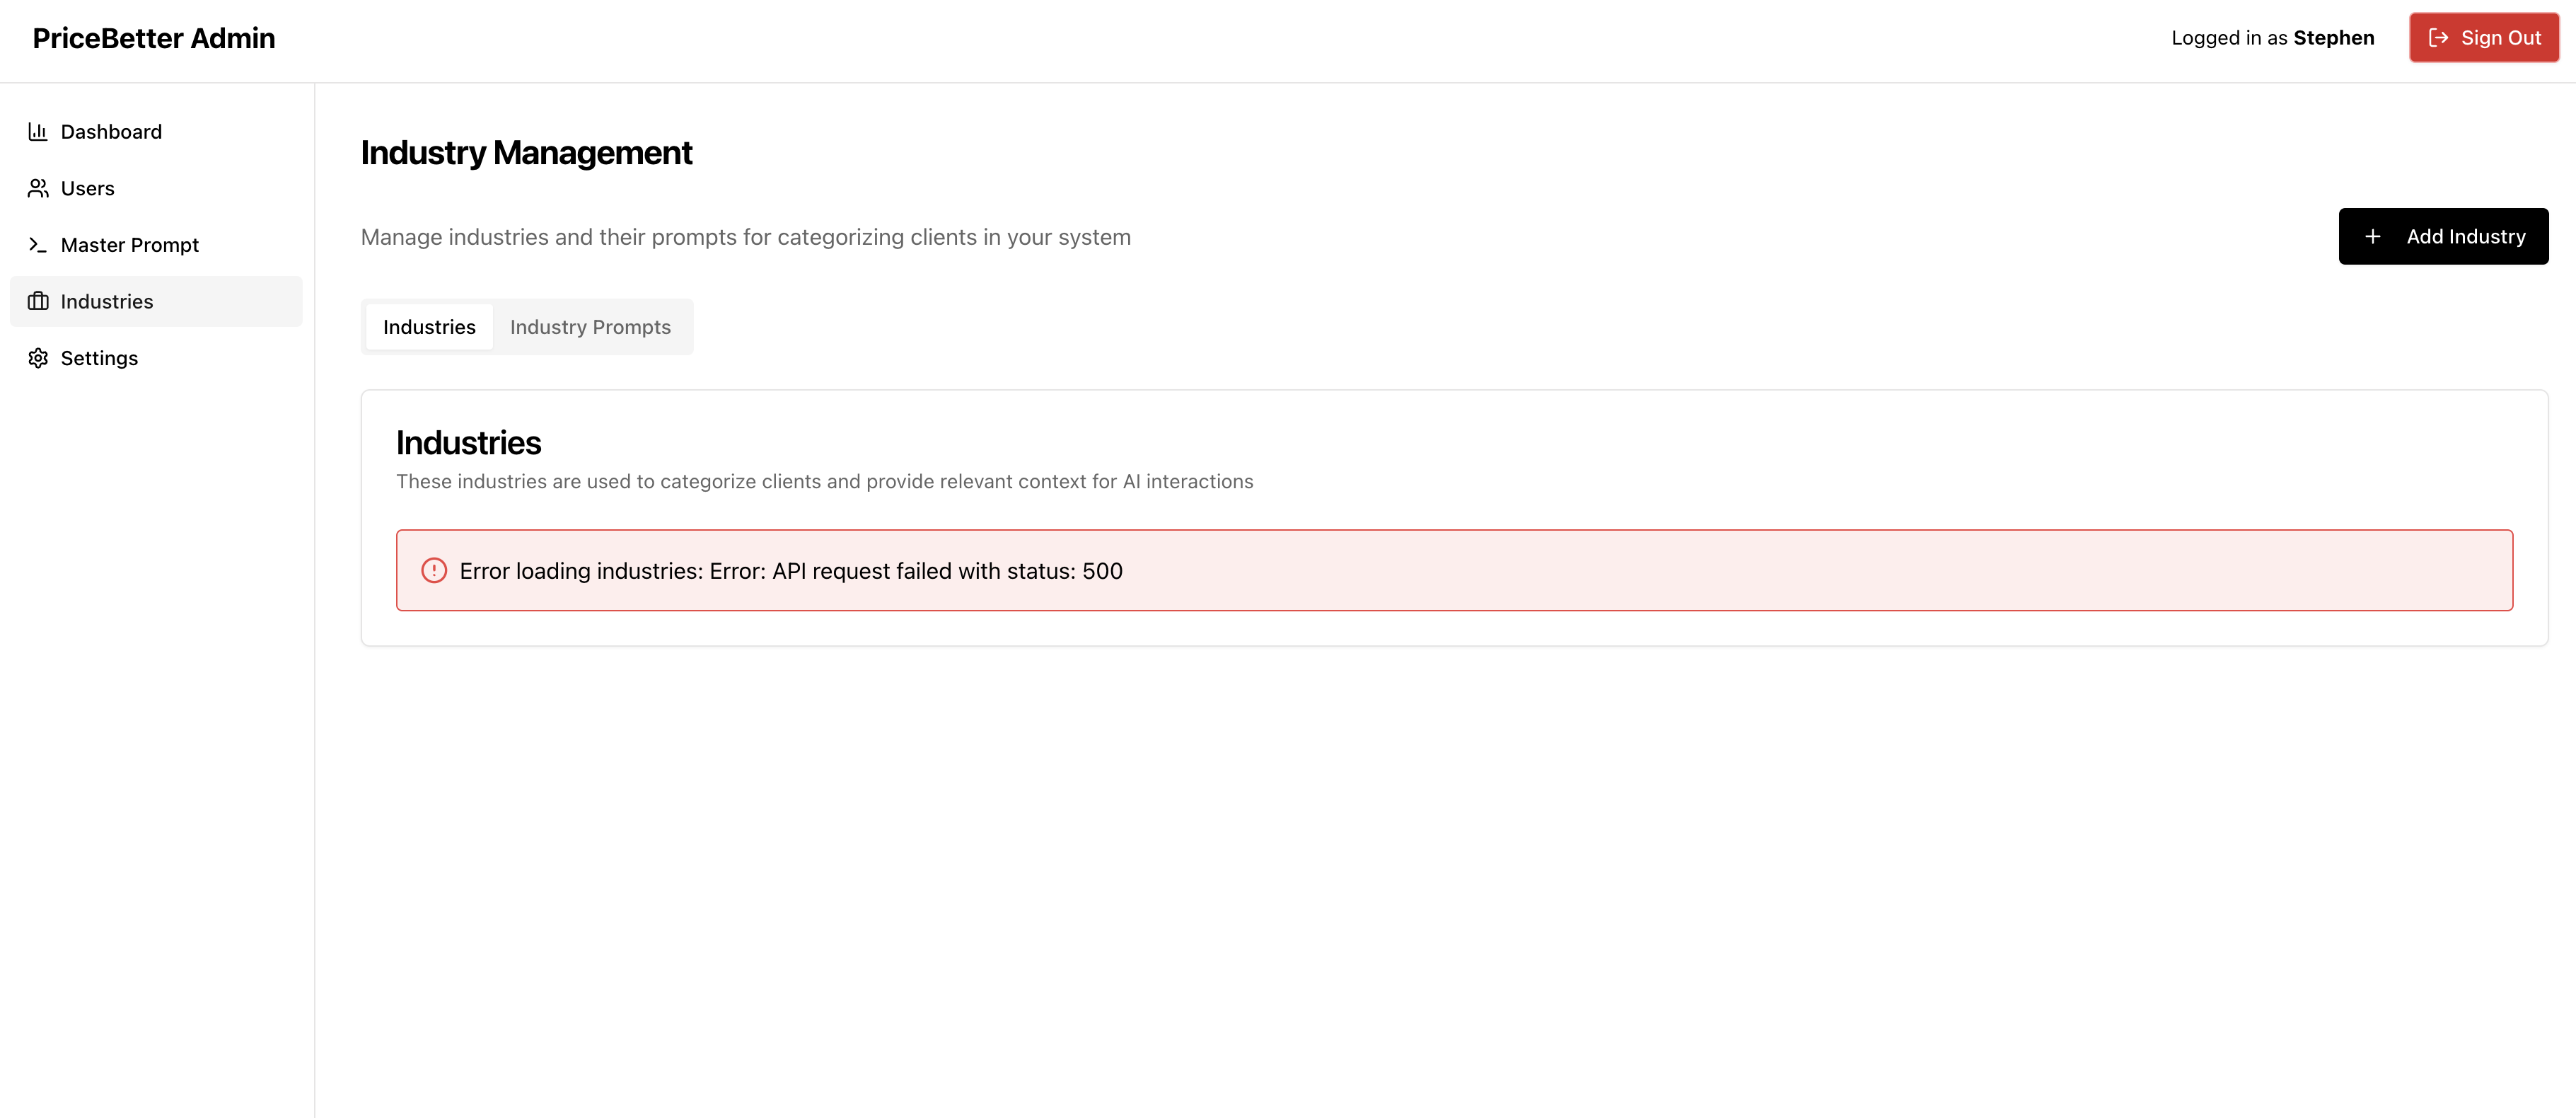 PriceBetter Admin
Logged in as Stephen
Sign Out
Dashboard
Users
Master Prompt
Industries
Settings
Industry Management
Manage industries and their prompts for categorizing clients in your system
Add Industry
Industries
Industry Prompts
Industries
These industries are used to categorize clients and provide relevant context for AI interactions
Error loading industries: Error: API request failed with status: 500